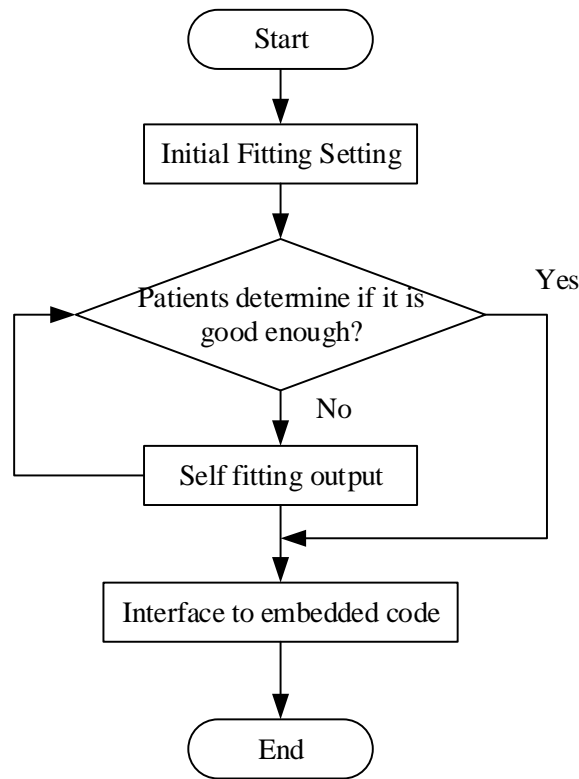 Start
Initial Fitting Setting
Yes
Patients determine if it is
good enough?
No
Self fitting output
Interface to embedded code
End